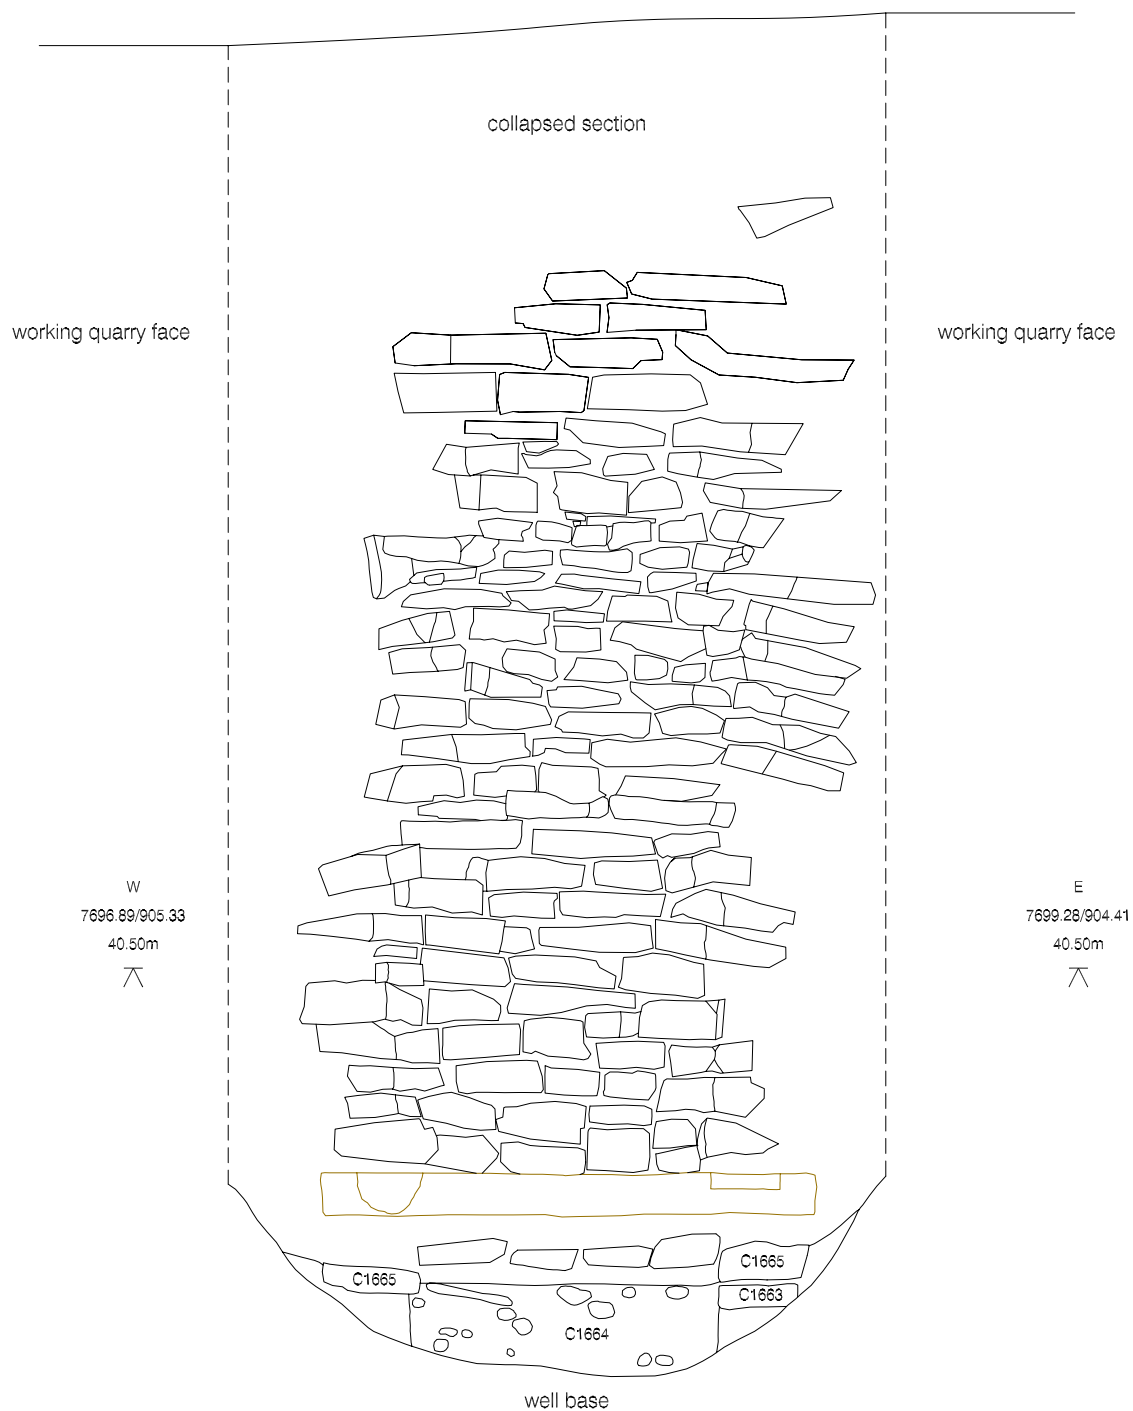 collapsed section
working quarry face
working quarry face
W
7696.89/905.33
40.50m
E
7699.28/904.41
40.50m
C1665
C1665
C1663
C1664
well base